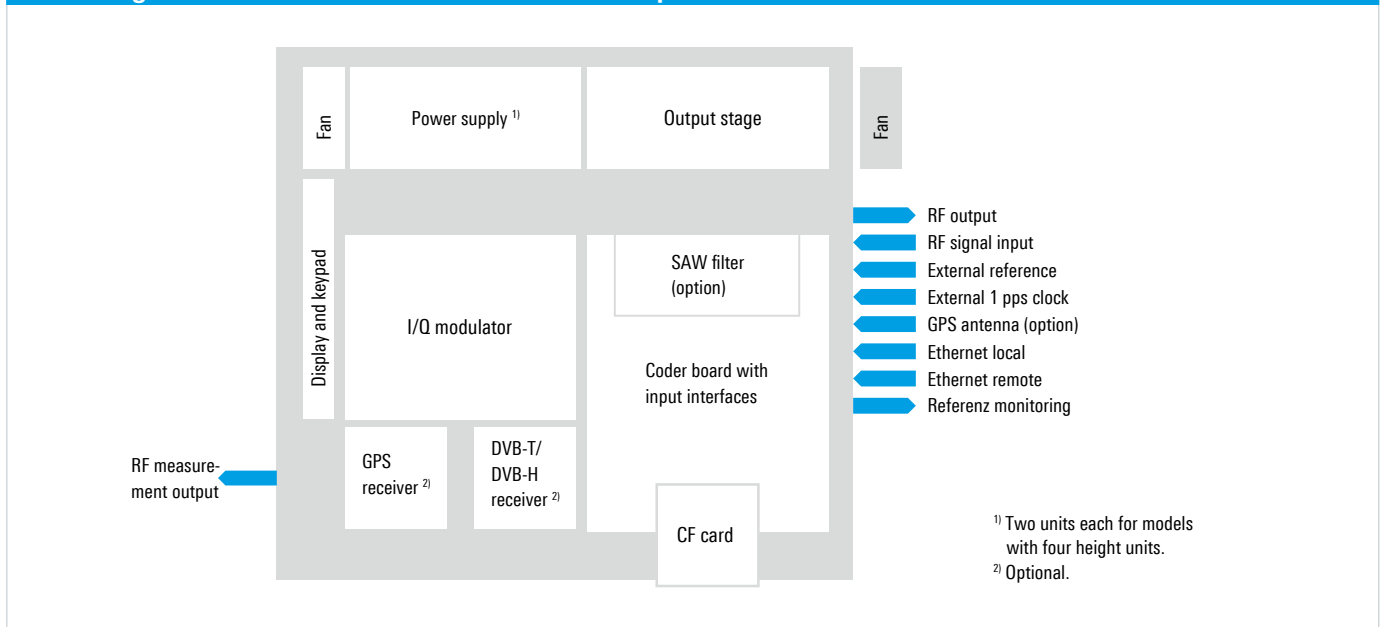 Fan
Power supply 1)
Output stage
Fan
Display and keypad
RF output
RF signal input
External reference
External 1 pps clock
GPS antenna (option)
Ethernet local
Ethernet remote
Referenz monitoring
SAW filter
(option)
I/Q modulator
Coder board with
input interfaces
GPS
receiver 2)
DVB-T/
DVB-H
receiver 2)
RF measure-
ment output
CF card
1) Two units each for models
with four height units.
2) Optional.